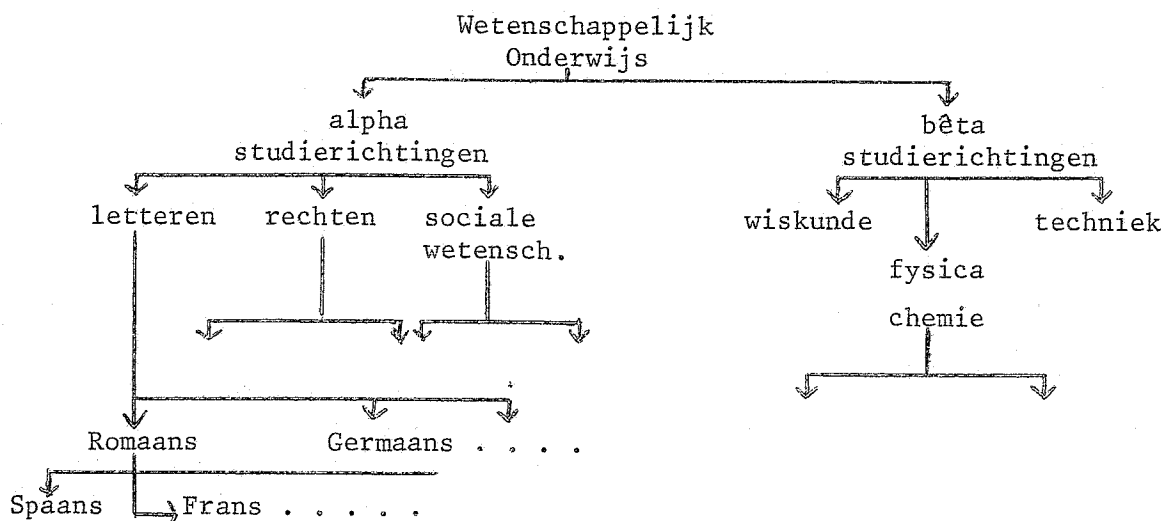 Wetenschappelijk
Onderwijs
alpha
studierichtingen
bêta
studierichtingen
letteren rechten sociale
wetensch.
wiskunde techniek
fysica
chemie
Romaans Germaans . . . .
Spaans Frans . . . . .